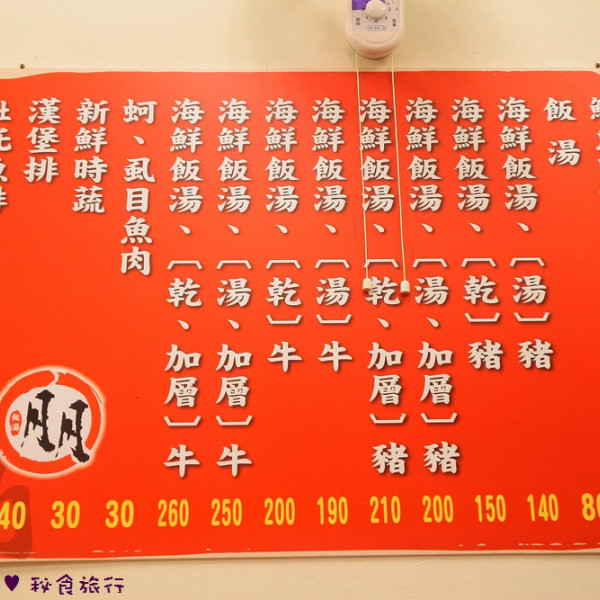 飯湯
海鮮飯湯、〔湯〕豬
海鮮飯湯、〔乾〕豬
海鮮飯湯、〔湯、加層〕豬
海鮮飯湯、〔乾、加層〕豬
海鮮飯湯、〔湯〕牛
海鮮飯湯、〔乾〕牛
海鮮飯湯、〔湯、加層〕牛
海鮮飯湯、〔乾、加層〕牛
蚵、虱目魚肉
新鮮時蔬
漢堡排
飯湯
朋
40 30 30 260 250 200 190 210 200 150 140
♥ 秘食旅行